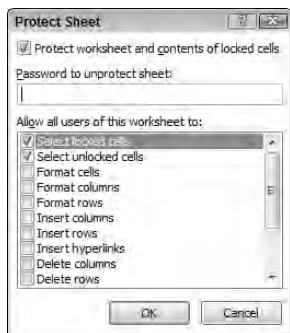 Protect Sheet
Protect worksheet and contents of locked cells
Password to unprotect sheet:
Allow all users of this worksheet to:
Select locked cells
Select unlocked cells
Format cells
Format columns
Format rows
Insert columns
Insert rows
Insert hyperlinks
Delete columns
Delete rows
OK
Cancel